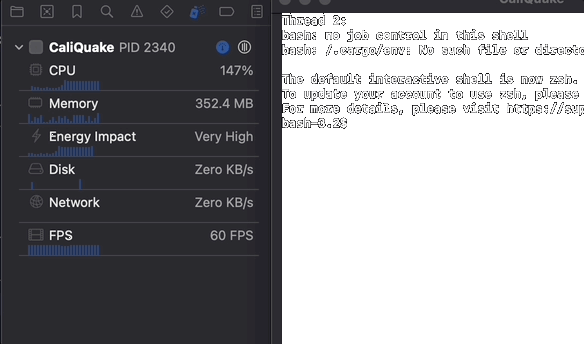 CaliQuake
CaliQuake PID 2340
CPU 147%
Memory 352.4 MB
Energy Impact Very High
Disk Zero KB/s
Network Zero KB/s
FPS 60 FPS
Thread 2:
bash: no job control in this shell
bash: /.cargo/env: No such file or directo
The default interactive shell is now zsh.
To update your account to use zsh, please
For more details, please visit https://sup
bash-3.2$